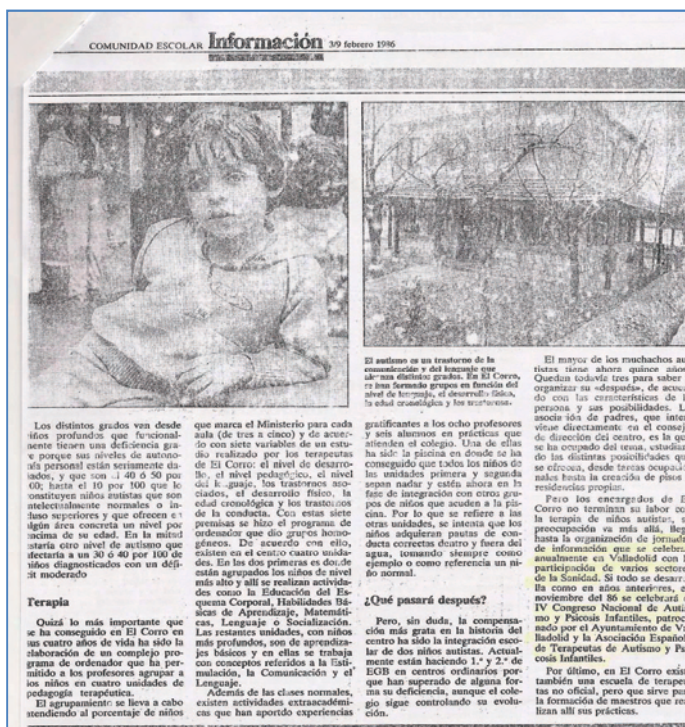 COMUNIDAD ESCOLAR Información 3/9 febrero 1986
El autismo es un trastorno de la
comunicación y del lenguaje que
distintos grados. En El Corro,
se han formado grupos en función del
nivel de lenguaje, el desarrollo físico,
la edad cronológica y los trastornos.
Los distintos grados van desde
niños profundos que funcional-
mente tienen una deficiencia gra-
ve porque sus niveles de autono-
mía personal están seriamente da-
ñados, y que son 40 ó 50 por
100; hasta el 10 por 100 que lo
constituyen niños autistas que son
intelectualmente normales o in-
cluso superiores y que ofrecen en
algún área concreta un nivel por
encima de su edad. En la mitad
estaría otro nivel de autismo que
afectaría a un 30 ó 40 por 100 de
niños diagnosticados con un défi-
cit moderado
Terapia
Quizá lo más importante que
se ha conseguido en El Corro en
sus cuatro años de vida ha sido la
elaboración de un complejo pro-
grama de ordenador que ha per-
mitido a los profesores agrupar a
los niños en cuatro unidades de
pedagogía terapéutica.
El agrupamiento se lleva a cabo
atendiendo al porcentaje de niños
que marca el Ministerio para cada
aula (de tres a cinco) y de acuer-
do con siete variables de un estu-
dio realizado por los terapeutas
de El Corro: el nivel de desarro-
llo, el nivel pedagógico, el nivel
del lenguaje, los trastornos aso-
ciados, el desarrollo físico, la
edad cronológica y los trastornos
de la conducta. Con estas siete
premisas se hizo el programa de
ordenador que dio grupos homo-
géneos. De acuerdo con ello,
existen en el centro cuatro unida-
des. En las dos primeras es donde
están agrupados los niños de nivel
más alto y allí se realizan activida-
des como la Educación del Es-
quema Corporal, Habilidades Bá-
sicas de Aprendizaje, Matemáti-
cas, Lenguaje o Socialización.
Las restantes unidades, con niños
más profundos, son de aprendiza-
jes básicos y en ellas se trabaja
con conceptos referidos a la Esti-
mulación, la Comunicación y el
Lenguaje.
Además de las clases normales,
existen actividades extraacadémi-
cas que han aportado experiencias
gratificantes a los ocho profesores
y seis alumnos en prácticas que
atienden el colegio. Una de ellas
ha sido la piscina en donde se ha
conseguido que todos los niños de
las unidades primera y segunda
sepan nadar y estén ahora en la
fase de integración con otros gru-
pos de niños que acuden a la pis-
cina. Por lo que se refiere a las
otras unidades, se intenta que los
niños adquieran pautas de con-
ducta correctas dentro y fuera del
agua, tomando siempre como
ejemplo o como referencia un ni-
ño normal.
¿Qué pasará después?
Pero, sin duda, la compensa-
ción más grata en la historia del
centro ha sido la integración esco-
lar de dos niños autistas. Actual-
mente están haciendo 1.º y 2.º de
EGB en centros ordinarios por-
que han superado de alguna for-
ma su deficiencia, aunque el cole-
gio sigue controlando su evolu-
ción.
El mayor de los muchachos au-
tistas tiene ahora quince años.
Quedan todavía tres para saber
organizar su «después», de acuer-
do con las características de la
persona y sus posibilidades. L
asociación de padres, que inter-
viene directamente en el consej
de dirección del centro, es la qu
se ha ocupado del tema, estudian
do las distintas posibilidades qu
se ofrecen, desde tareas ocupaci
nales hasta la creación de pisos
residencias propias.
Pero los encargados de E
Corro no terminan su labor co
la terapia de niños autistas, s
preocupación va más allá, lleg
hasta la organización de jornada
de información que se celebra
anualmente en Valladolid con l
participación de varios sectore
de la Sanidad. Si todo se desarr
lla como en años anteriores, e
noviembre del 86 se celebrará
IV Congreso Nacional de Auti
mo y Psicosis Infantiles, patroc
nado por el Ayuntamiento de V
lladolid y la Asociación Español
de Terapeutas de Autismo y Ps
cosis Infantiles.
Por último, en El Corro exis
también una escuela de terape
tas no oficial, pero que sirve pa
la formación de maestros que rea
lizan allí sus prácticas.